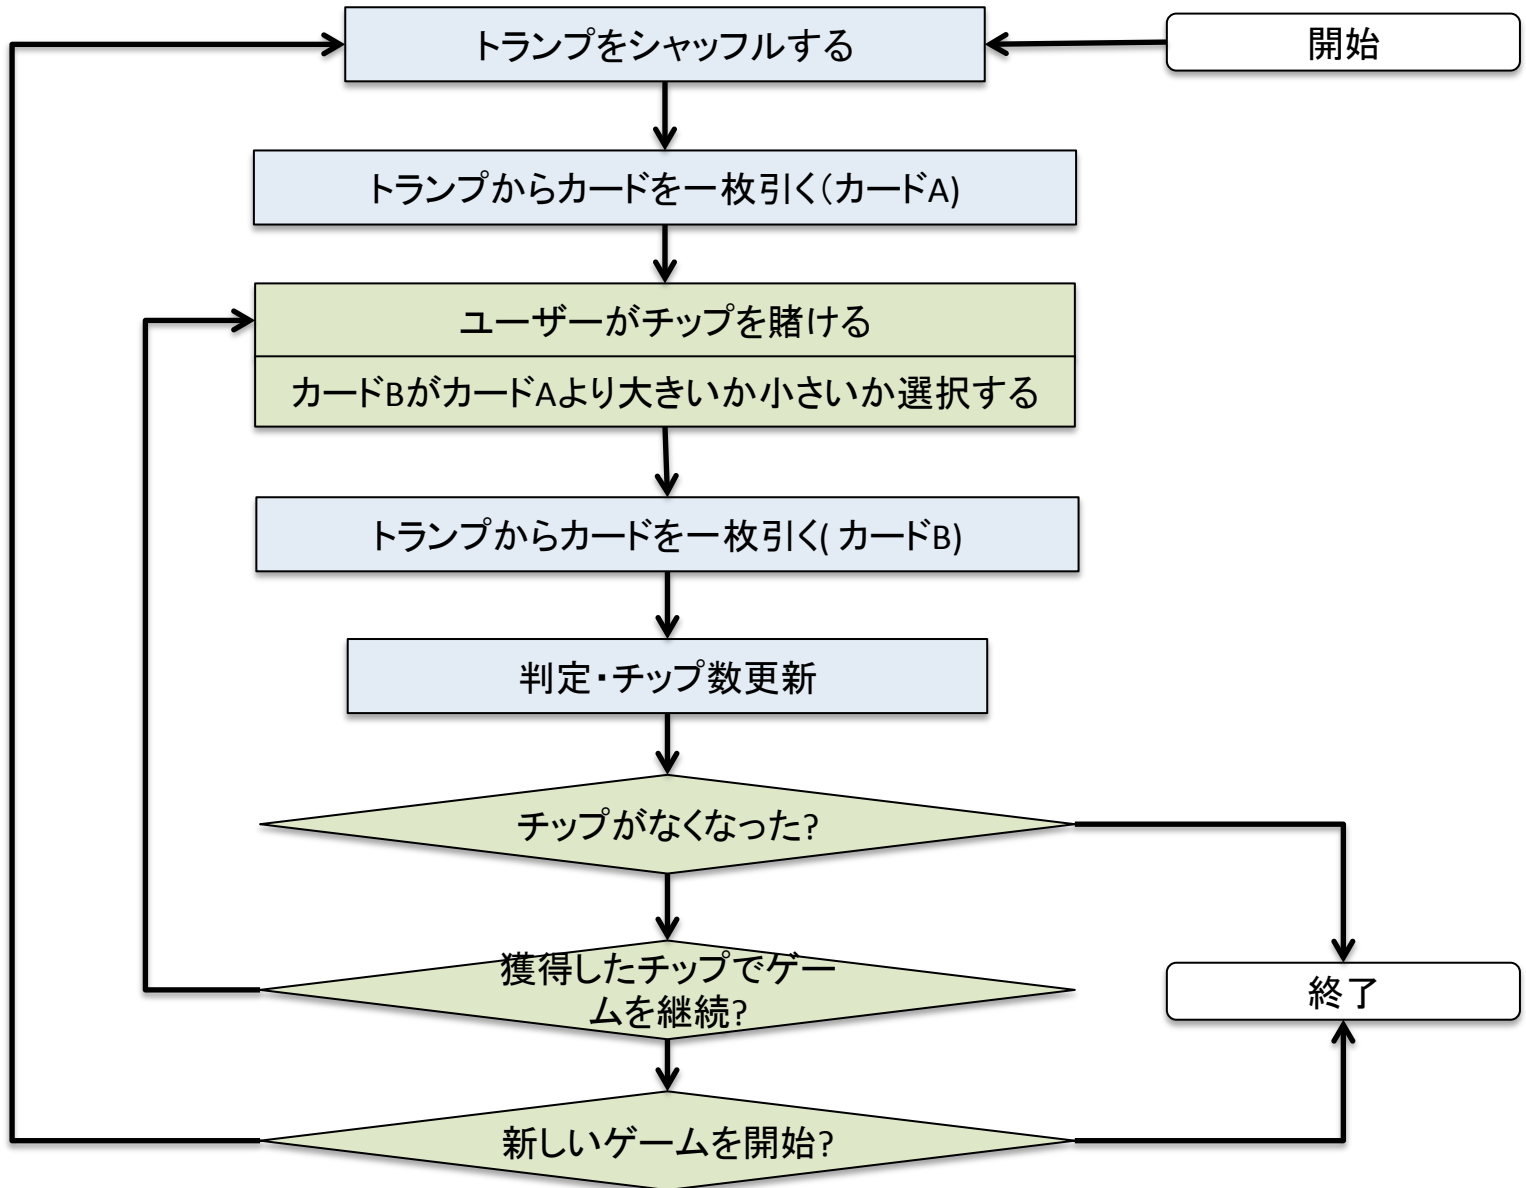 トランプをシャッフルする
開始
トランプからカードを一枚引く(カードA)
ユーザーがチップを賭ける
カードBがカードAより大きいか小さいか選択する
トランプからカードを一枚引く( カードB)
判定・チップ数更新
チップがなくなった?
獲得したチップでゲー
ムを継続?
終了
新しいゲームを開始?